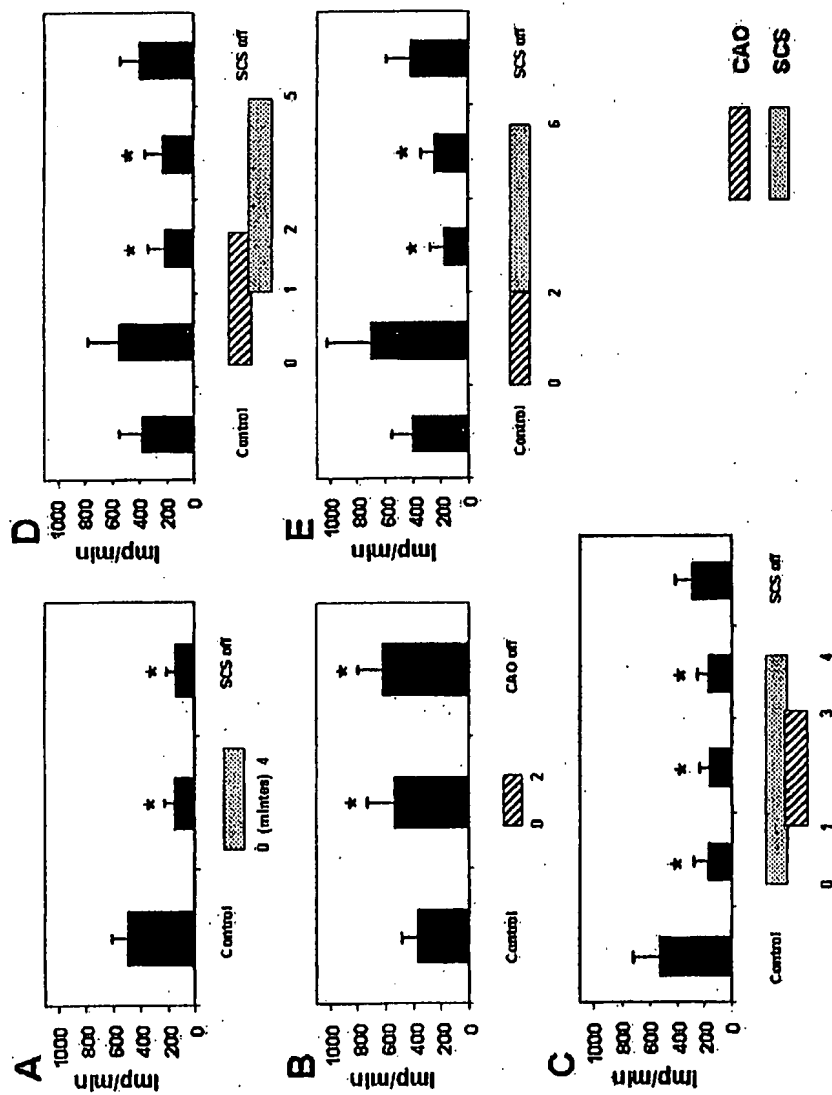 A
Imp/min
1000
800
600
400
200
0
* *
Control
SCS off
0 (mintes) 4
B
Imp/min
1000
800
600
400
200
0
* *
Control
CAO off
0 2
C
Imp/min
1000
800
600
400
200
0
* * *
Control
SCS off
0 1 3 4
D
Imp/min
1000
800
600
400
200
0
* *
Control
SCS off
0 1 2 5
E
Imp/min
1000
800
600
400
200
0
* *
Control
SCS off
0 2 6
CAO
SCS